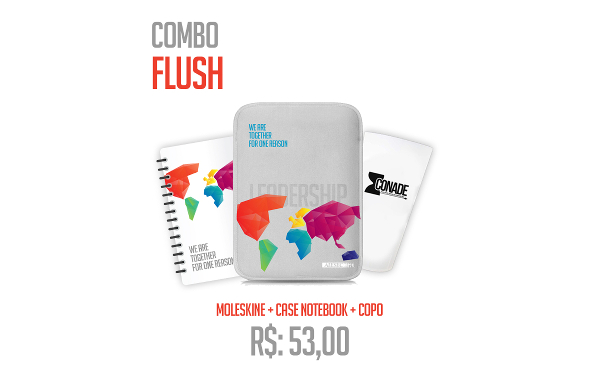 COMBO
FLUSH
WE ARE
TOGETHER
FOR ONE REASON
LEADERSHIP
CONADE
WE ARE
TOGETHER
FOR ONE REASON
MOLESKINE + CASE NOTEBOOK + COPO
R$: 53,00